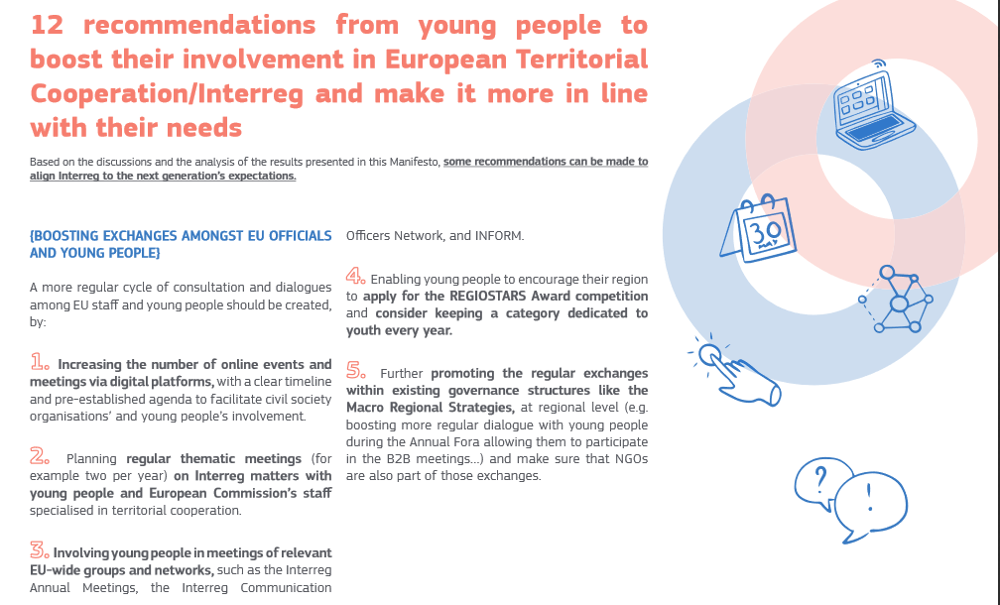 12 recommendations from young people to
boost their involvement in European Territorial
Cooperation/Interreg and make it more in line
with their needs
Based on the discussions and the analysis of the results presented in this Manifesto, some recommendations can be made to
align Interreg to the next generation's expectations.
{BOOSTING EXCHANGES AMONGST EU OFFICIALS
AND YOUNG PEOPLE}
A more regular cycle of consultation and dialogues
among EU staff and young people should be created,
by:
1. Increasing the number of online events and
meetings via digital platforms, with a clear timeline
and pre-established agenda to facilitate civil society
organisations' and young people's involvement.
2. Planning regular thematic meetings (for
example two per year) on Interreg matters with
young people and European Commission's staff
specialised in territorial cooperation.
3. Involving young people in meetings of relevant
EU-wide groups and networks, such as the Interreg
Annual Meetings, the Interreg Communication
Officers Network, and INFORM.
4. Enabling young people to encourage their region
to apply for the REGIOSTARS Award competition
and consider keeping a category dedicated to
youth every year.
5. Further promoting the regular exchanges
within existing governance structures like the
Macro Regional Strategies, at regional level (e.g.
boosting more regular dialogue with young people
during the Annual Fora allowing them to participate
in the B2B meetings...) and make sure that NGOs
are also part of those exchanges.
30
MAY
?
!